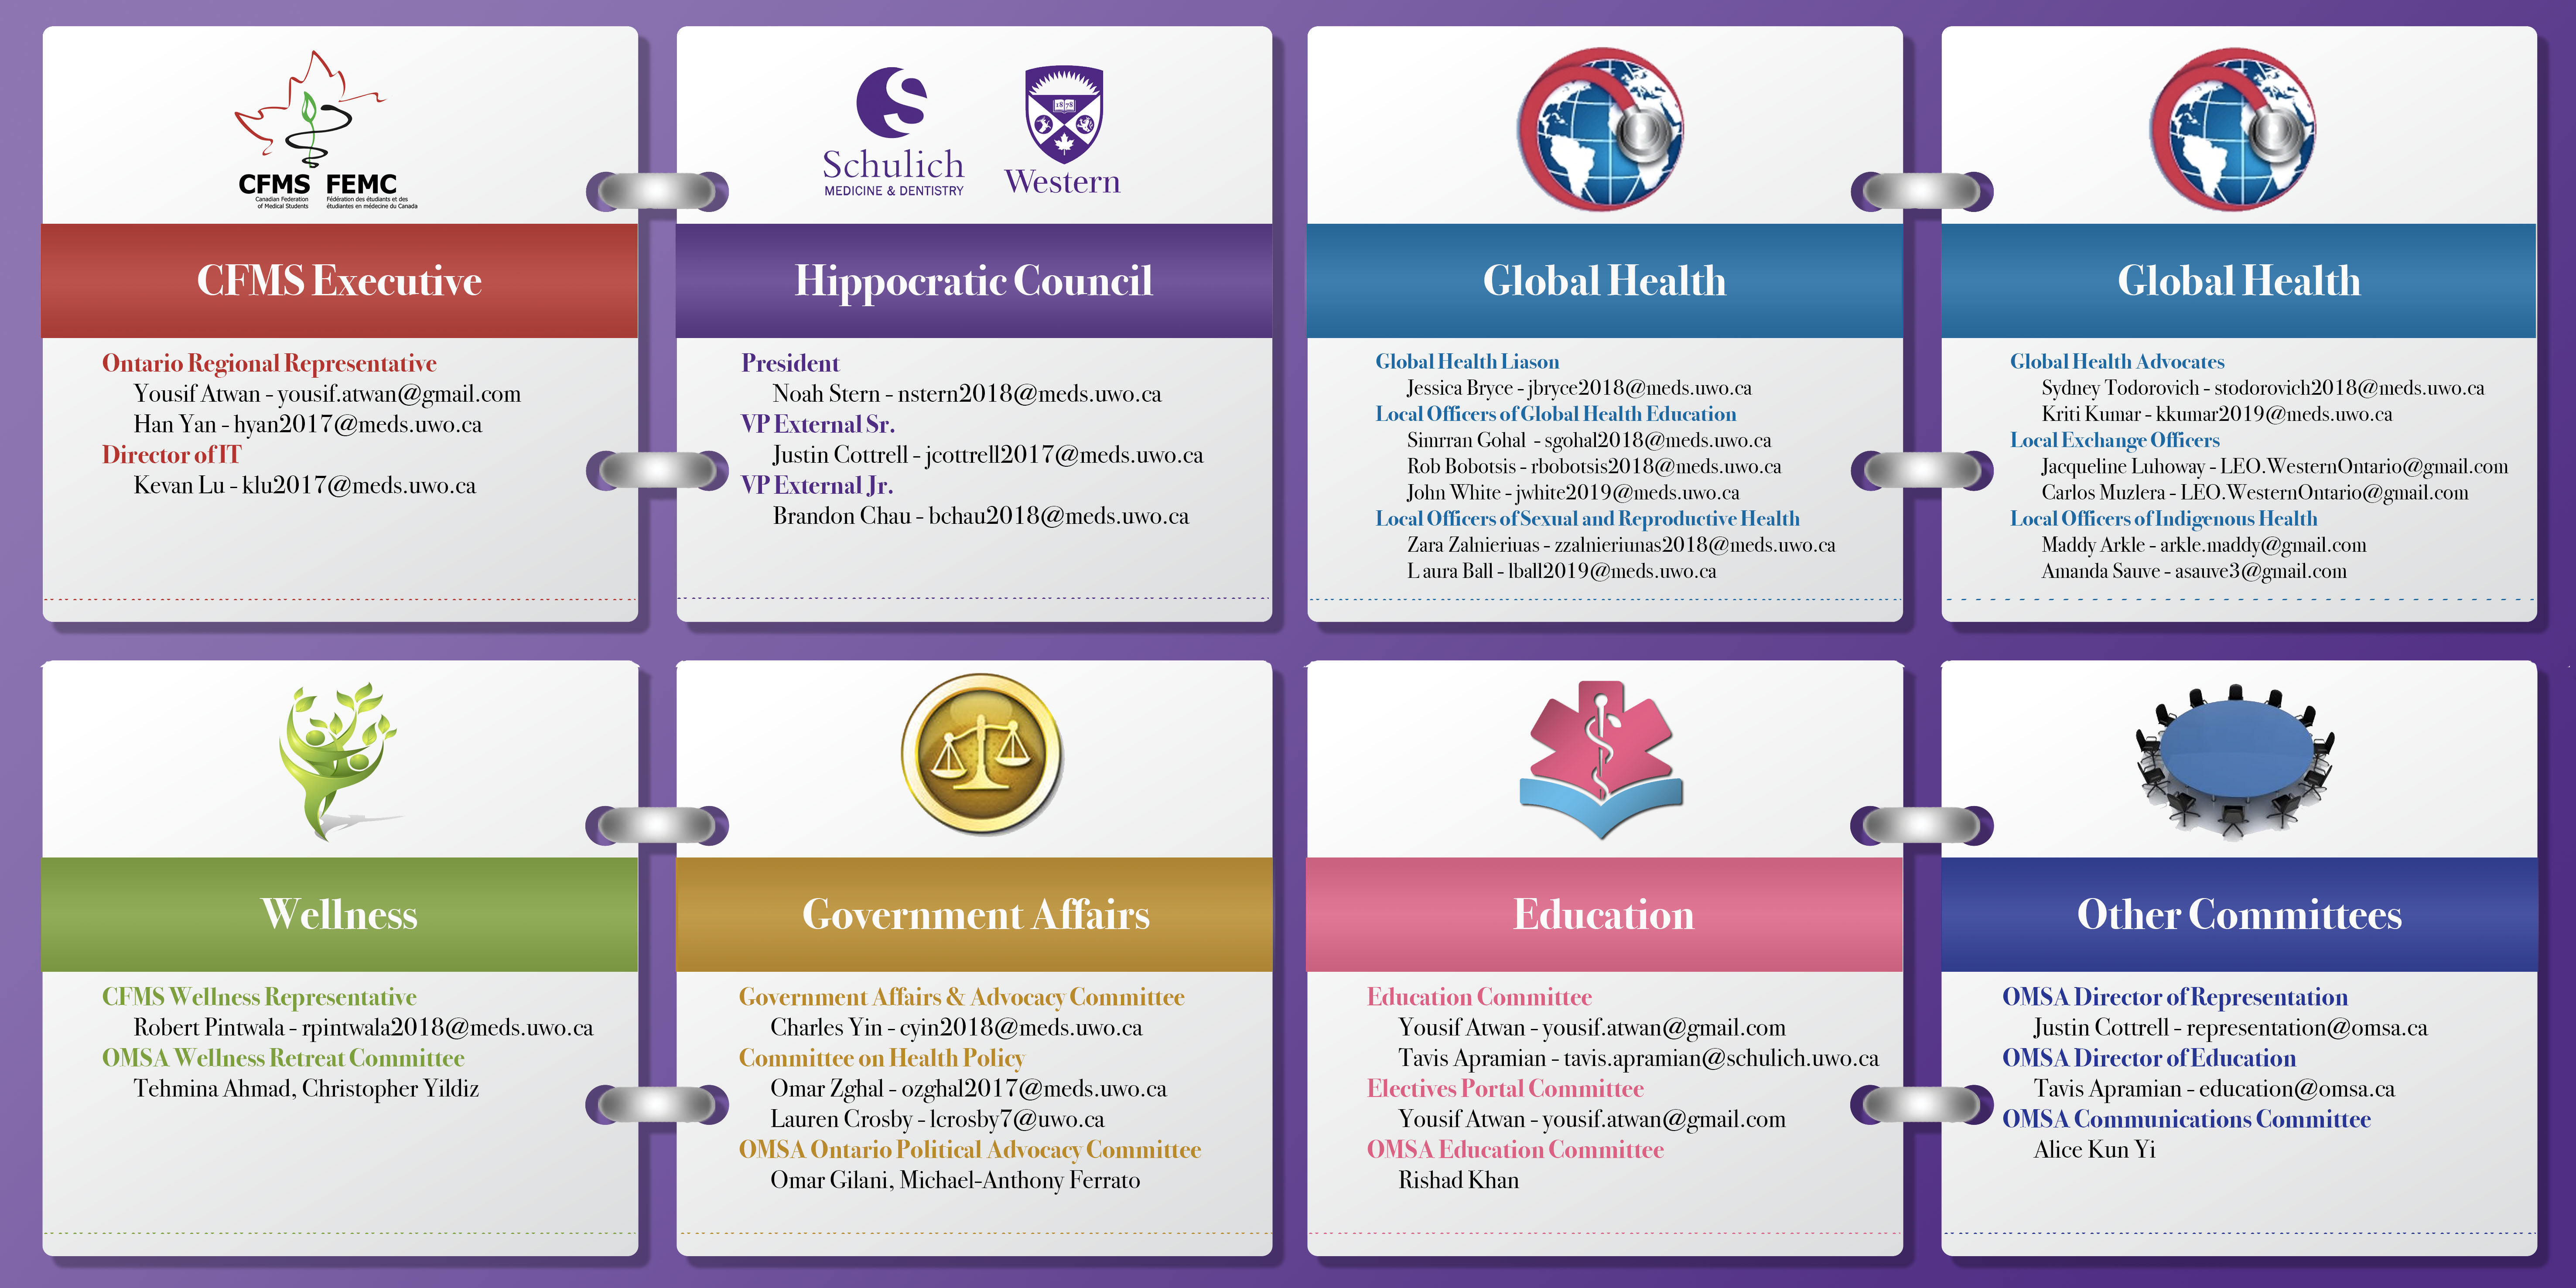 CFMS FEMC
Canadian Federation
of Medical Students
Fédération des étudiants et des
étudiantes en médecine du Canada
CFMS Executive
Ontario Regional Representative
Yousif Atwan - yousif.atwan@gmail.com
Han Yan - hyan2017@meds.uwo.ca
Director of IT
Kevan Lu - klu2017@meds.uwo.ca
Schulich
MEDICINE & DENTISTRY
1878
Western
Hippocratic Council
President
Noah Stern - nstern2018@meds.uwo.ca
VP External Sr.
Justin Cottrell - jcottrell2017@meds.uwo.ca
VP External Jr.
Brandon Chau - bchau2018@meds.uwo.ca
Global Health
Global Health Liason
Jessica Bryce - jbryce2018@meds.uwo.ca
Local Officers of Global Health Education
Simrran Gohal - sgohal2018@meds.uwo.ca
Rob Bobotsis - rbobotsis2018@meds.uwo.ca
John White - jwhite2019@meds.uwo.ca
Local Officers of Sexual and Reproductive Health
Zara Zalnieriuas - zzalnieriunas2018@meds.uwo.ca
Laura Ball - lball2019@meds.uwo.ca
Global Health
Global Health Advocates
Sydney Todorovich - stodorovich2018@meds.uwo.ca
Kriti Kumar - kkumar2019@meds.uwo.ca
Local Exchange Officers
Jacqueline Luhoway - LEO.WesternOntario@gmail.com
Carlos Muzlera - LEO.WesternOntario@gmail.com
Local Officers of Indigenous Health
Maddy Arkle - arkle.maddy@gmail.com
Amanda Sauve - asauve3@gmail.com
Wellness
CFMS Wellness Representative
Robert Pintwala - rpintwala2018@meds.uwo.ca
OMSA Wellness Retreat Committee
Tehmina Ahmad, Christopher Yildiz
Government Affairs
Government Affairs & Advocacy Committee
Charles Yin - cyin2018@meds.uwo.ca
Committee on Health Policy
Omar Zghal - ozghal2017@meds.uwo.ca
Lauren Crosby - lcrosby7@uwo.ca
OMSA Ontario Political Advocacy Committee
Omar Gilani, Michael-Anthony Ferrato
Education
Education Committee
Yousif Atwan - yousif.atwan@gmail.com
Tavis Apramian - tavis.apramian@schulich.uwo.ca
Electives Portal Committee
Yousif Atwan - yousif.atwan@gmail.com
OMSA Education Committee
Rishad Khan
Other Committees
OMSA Director of Representation
Justin Cottrell - representation@omsa.ca
OMSA Director of Education
Tavis Apramian - education@omsa.ca
OMSA Communications Committee
Alice Kun Yi